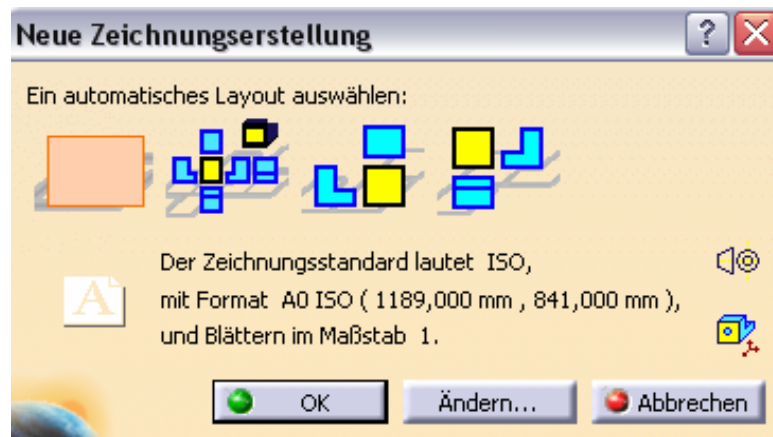 Neue Zeichnungserstellung
Ein automatisches Layout auswählen:
A
Der Zeichnungsstandard lautet ISO,
mit Format A0 ISO ( 1189,000 mm , 841,000 mm ),
und Blättern im Maßstab 1.
OK Ändern... Abbrechen